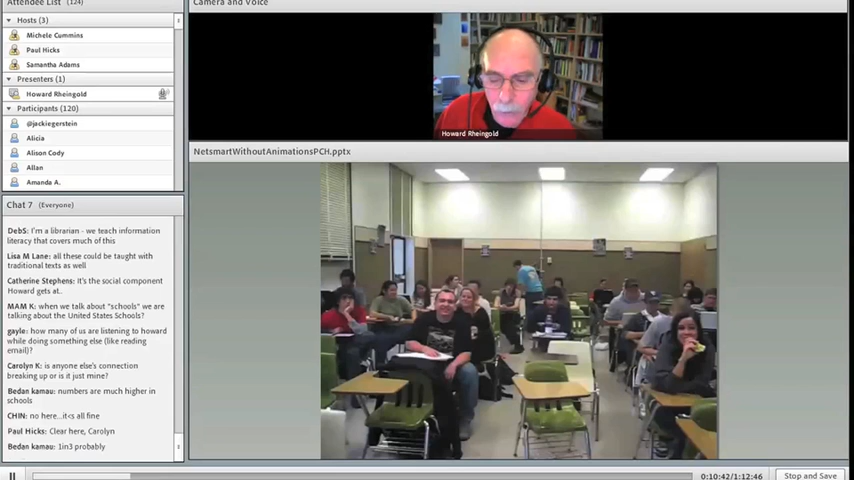 Attendee List (124)
Hosts (3)
Michele Cummins
Paul Hicks
Samantha Adams
Presenters (1)
Howard Rheingold
Participants (120)
@jackiegerstein
Alicia
Alison Cody
Allan
Amanda A.
Chat 7 (Everyone)
DebS: I'm a librarian - we teach information
literacy that covers much of this
Lisa M Lane: all these could be taught with
traditional texts as well
Catherine Stephens: it's the social component
Howard gets at..
MAM K: when we talk about "schools" we are
talking about the United States Schools?
gayle: how many of us are listening to howard
while doing something else (like reading
email)?
Carolyn K: is anyone else's connection
breaking up or is it just mine?
Bedan kamau: numbers are much higher in
schools
CHIN: no here...it<s all fine
Paul Hicks: Clear here, Carolyn
Bedan kamau: 1in3 probably
Camera and Voice
Howard Rheingold
NetsmartWithoutAnimationsPCH.pptx
0:10:42/1:12:46
Stop and Save